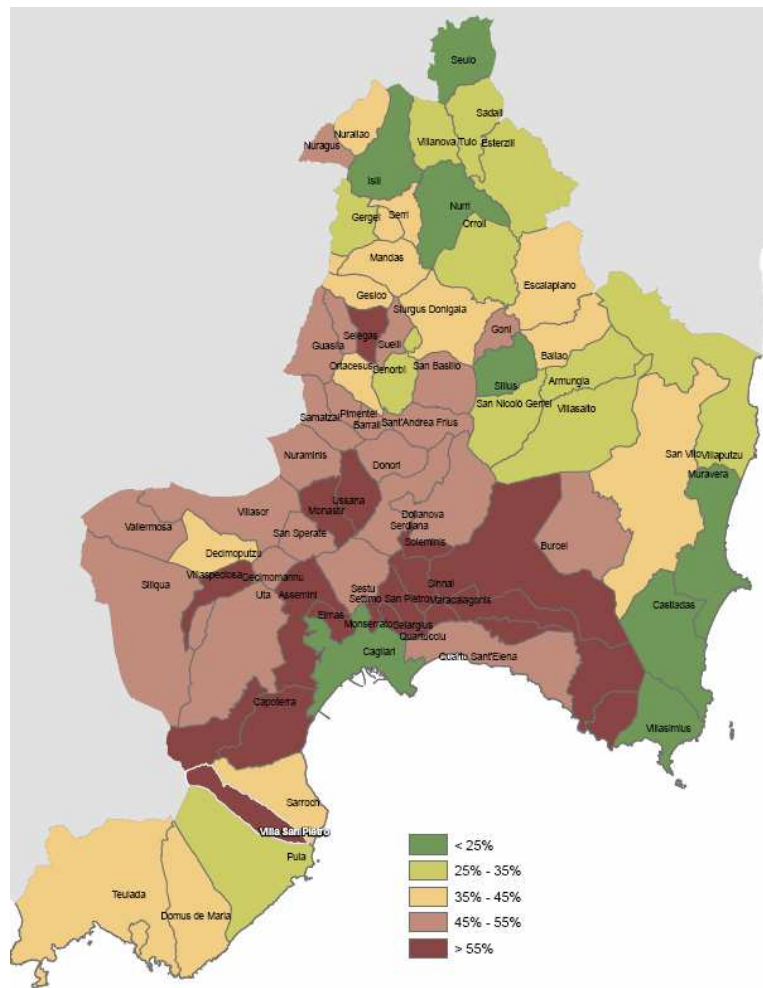 Seulo
Sadali
Nurallao
Villanova Tulo
Esterzili
Nuragus
Isili
Nurri
Gergei
Serri
Orroli
Mandas
Escalaplano
Gesico
Siurgus Donigala
Selegas
Goni
Guasila
Suelli
Ballao
Ortacesus
San Basilio
Senorbì
Silius
Armungia
San Nicolò Gerrei
Villasalto
Samatzai
Pimentel
Barrali
Sant'Andrea Frius
Nuraminis
San Vito
Villaputzu
Donori
Muravera
Ussana
Villasor
Monastir
Dolianova
Vallermosa
Serdiana
San Sperate
Soleminis
Decimoputzu
Burcei
Villaspeciosa
Decimomannu
Siliqua
Sestu
Sinnai
Uta
Assemini
Settimo
San Pietro
Maracalagonis
Castiadas
Elmas
Monserrato
Selargius
Quartucciu
Cagliari
Quartu Sant'Elena
Capoterra
Villasimius
Sarroch
Villa San Pietro
Pula
Teulada
Domus de Maria
< 25%
25% - 35%
35% - 45%
45% - 55%
> 55%